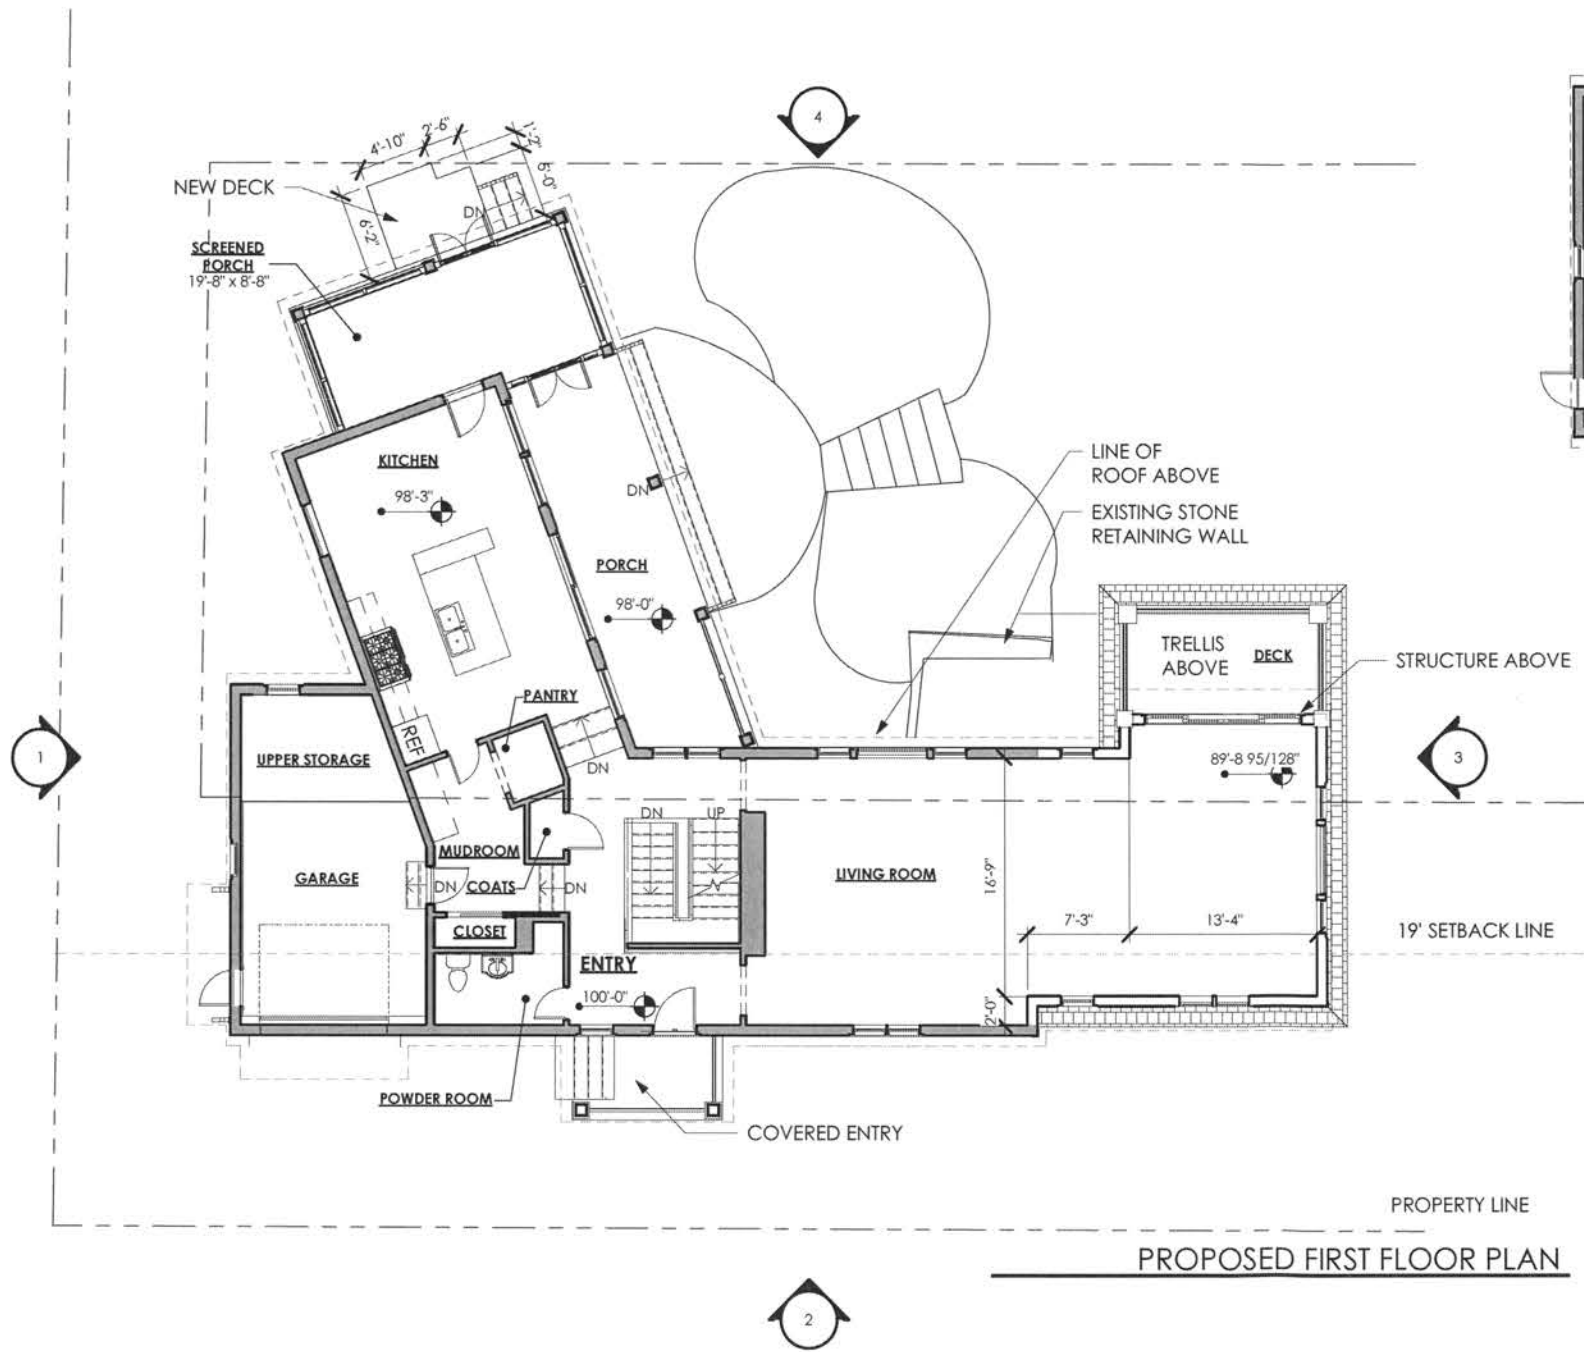 4
4'-10"
2'-6"
1'-2"
5'-0"
NEW DECK
DN
6'-2"
SCREENED
PORCH
19'-8" x 8'-8"
KITCHEN
98'-3"
DN
LINE OF
ROOF ABOVE
EXISTING STONE
RETAINING WALL
PORCH
98'-0"
TRELLIS
ABOVE
DECK
STRUCTURE ABOVE
PANTRY
REF
1
UPPER STORAGE
DN
89'-8 95/128"
3
DN
UP
MUDROOM
GARAGE
DN
COATS
DN
LIVING ROOM
16'-9"
7'-3"
13'-4"
CLOSET
19' SETBACK LINE
ENTRY
100'-0"
2'-0"
POWDER ROOM
COVERED ENTRY
PROPERTY LINE
PROPOSED FIRST FLOOR PLAN
2